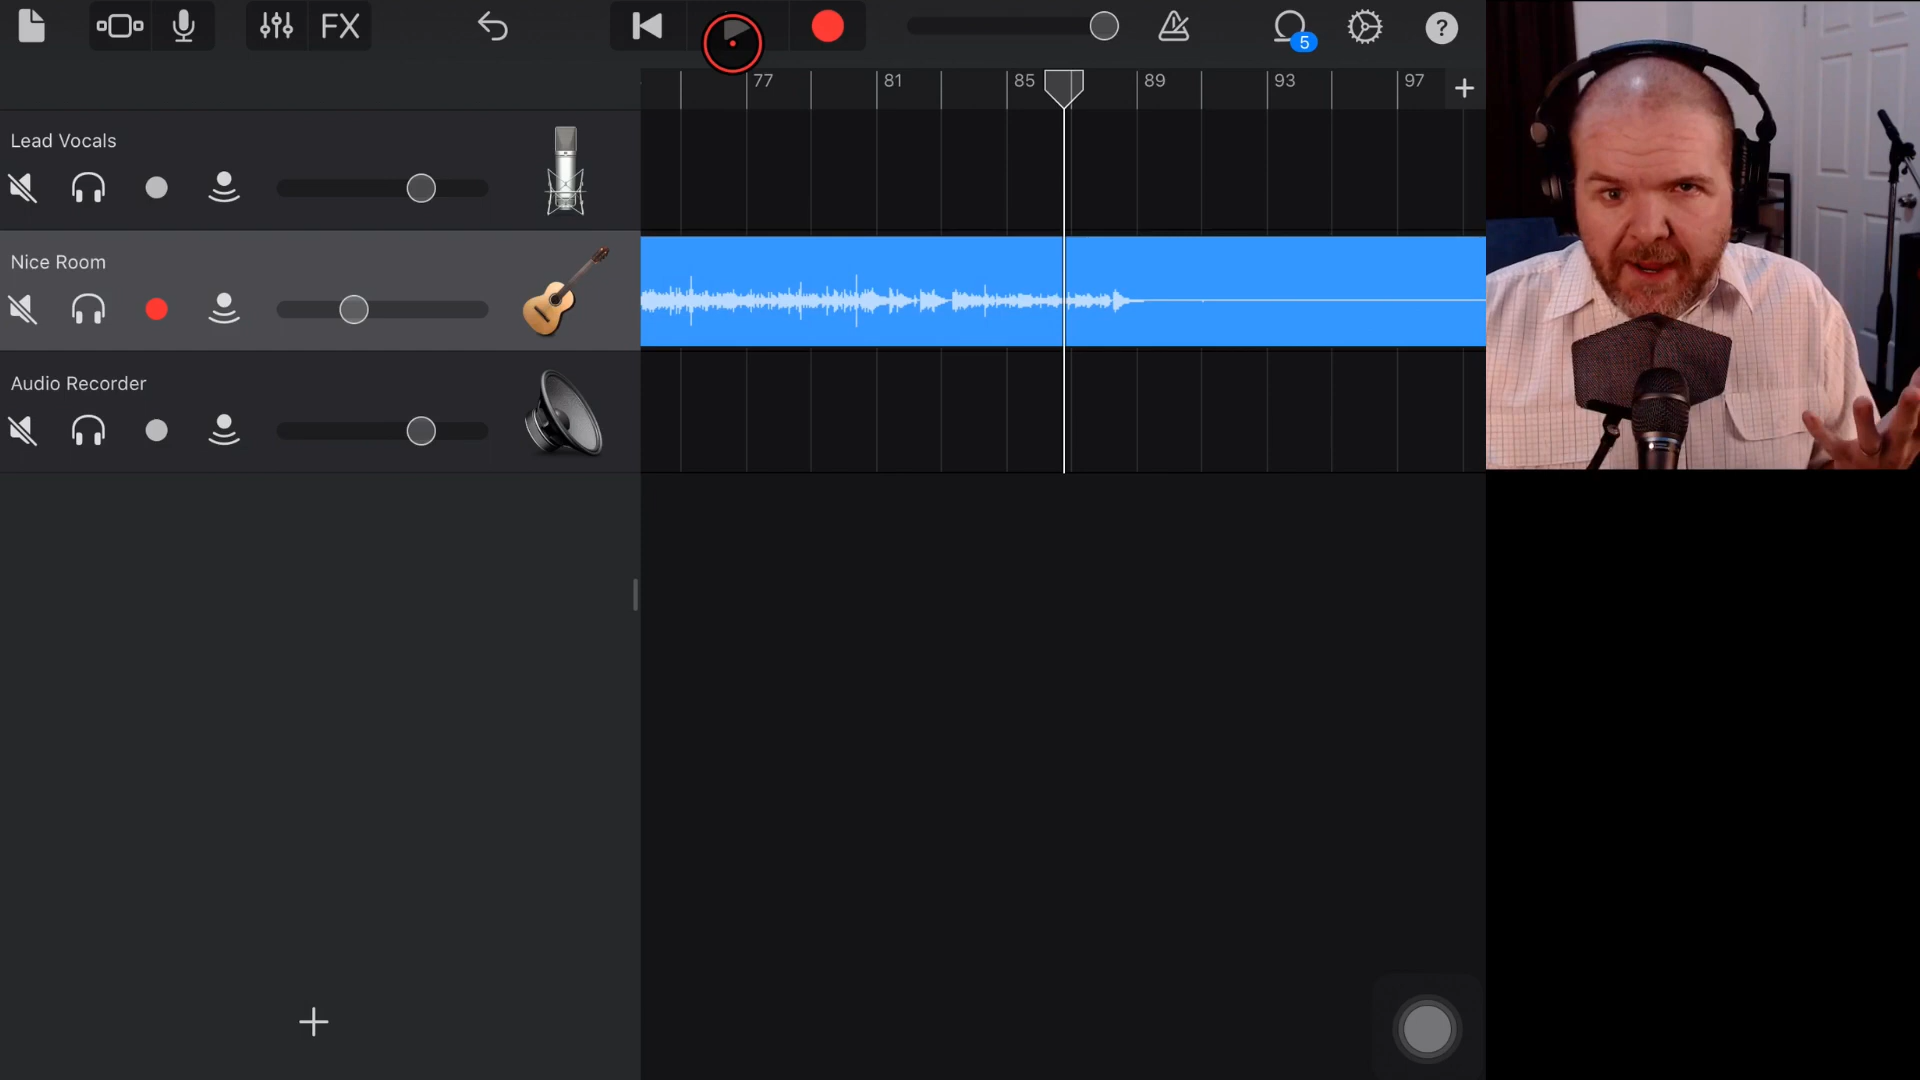 FX
5
?
77 81 85 89 93 97
Lead Vocals
Nice Room
Audio Recorder